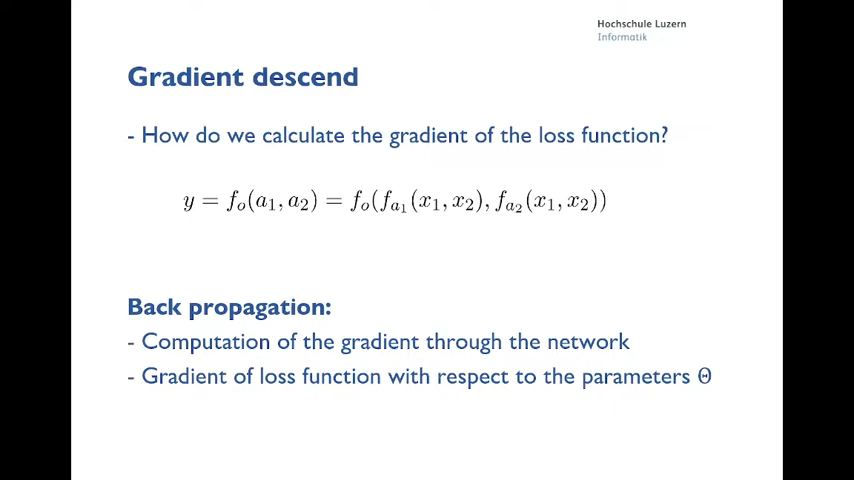 Hochschule Luzern
Informatik
Gradient descend
- How do we calculate the gradient of the loss function?
y = f_o(a_1, a_2) = f_o(f_{a_1}(x_1, x_2), f_{a_2}(x_1, x_2))
Back propagation:
- Computation of the gradient through the network
- Gradient of loss function with respect to the parameters Θ